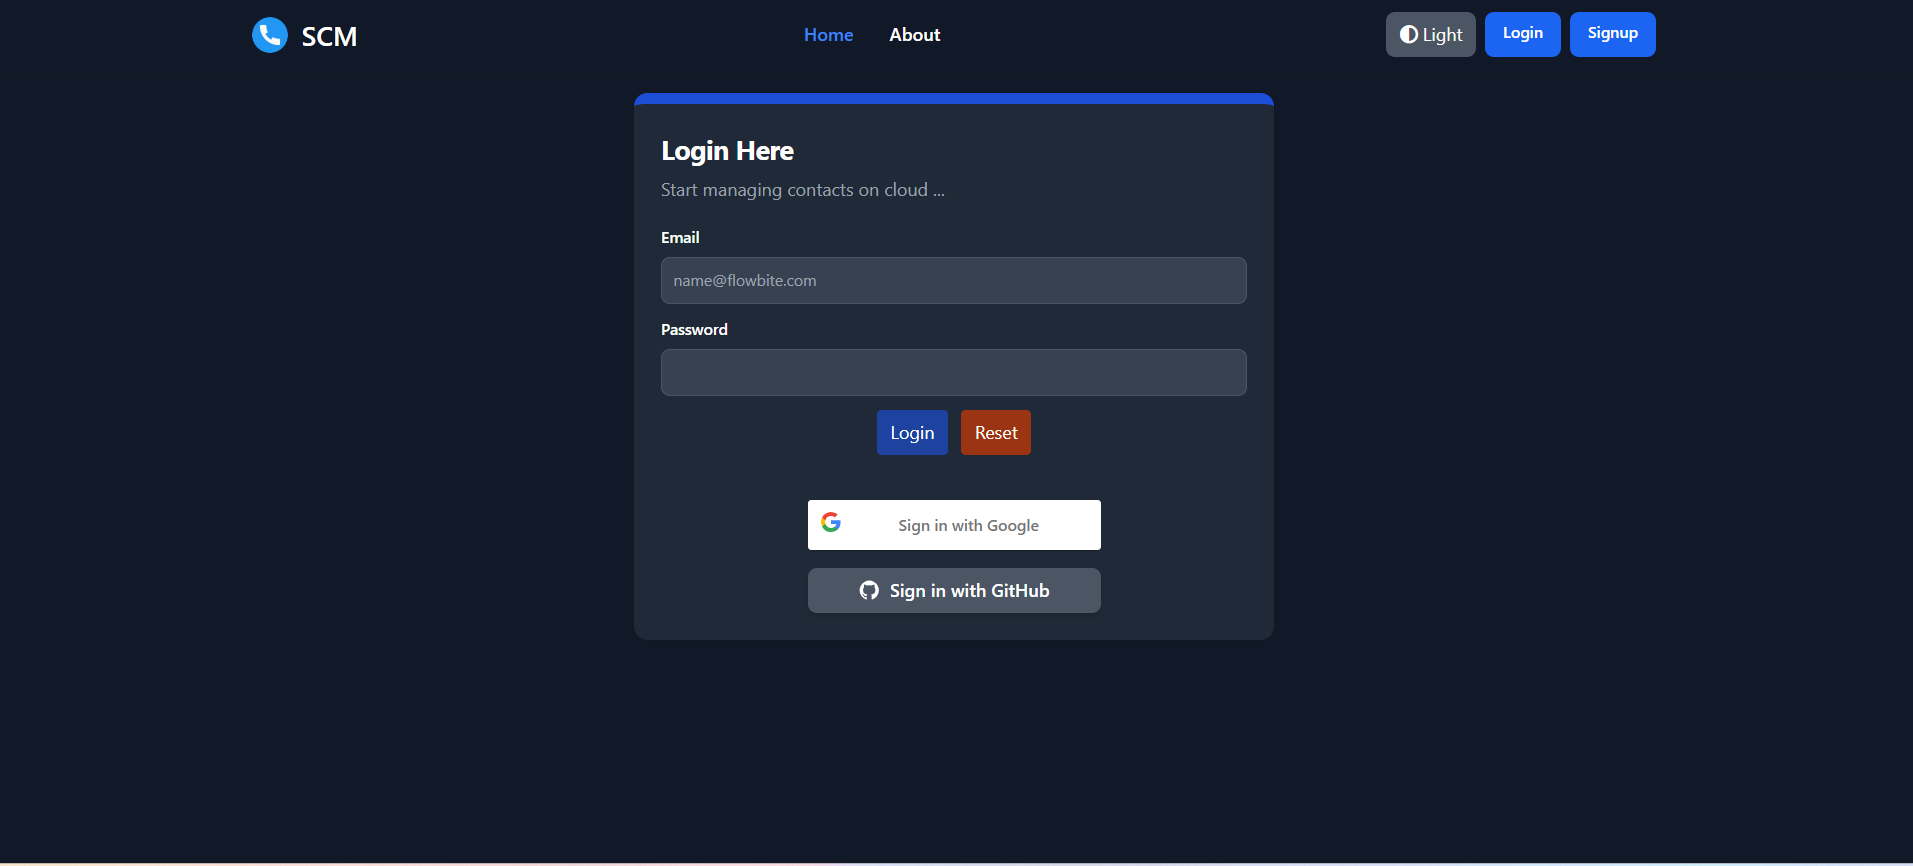 SCM
Home About
Light Login Signup
Login Here
Start managing contacts on cloud ...
Email
name@flowbite.com
Password
Login Reset
Sign in with Google
Sign in with GitHub